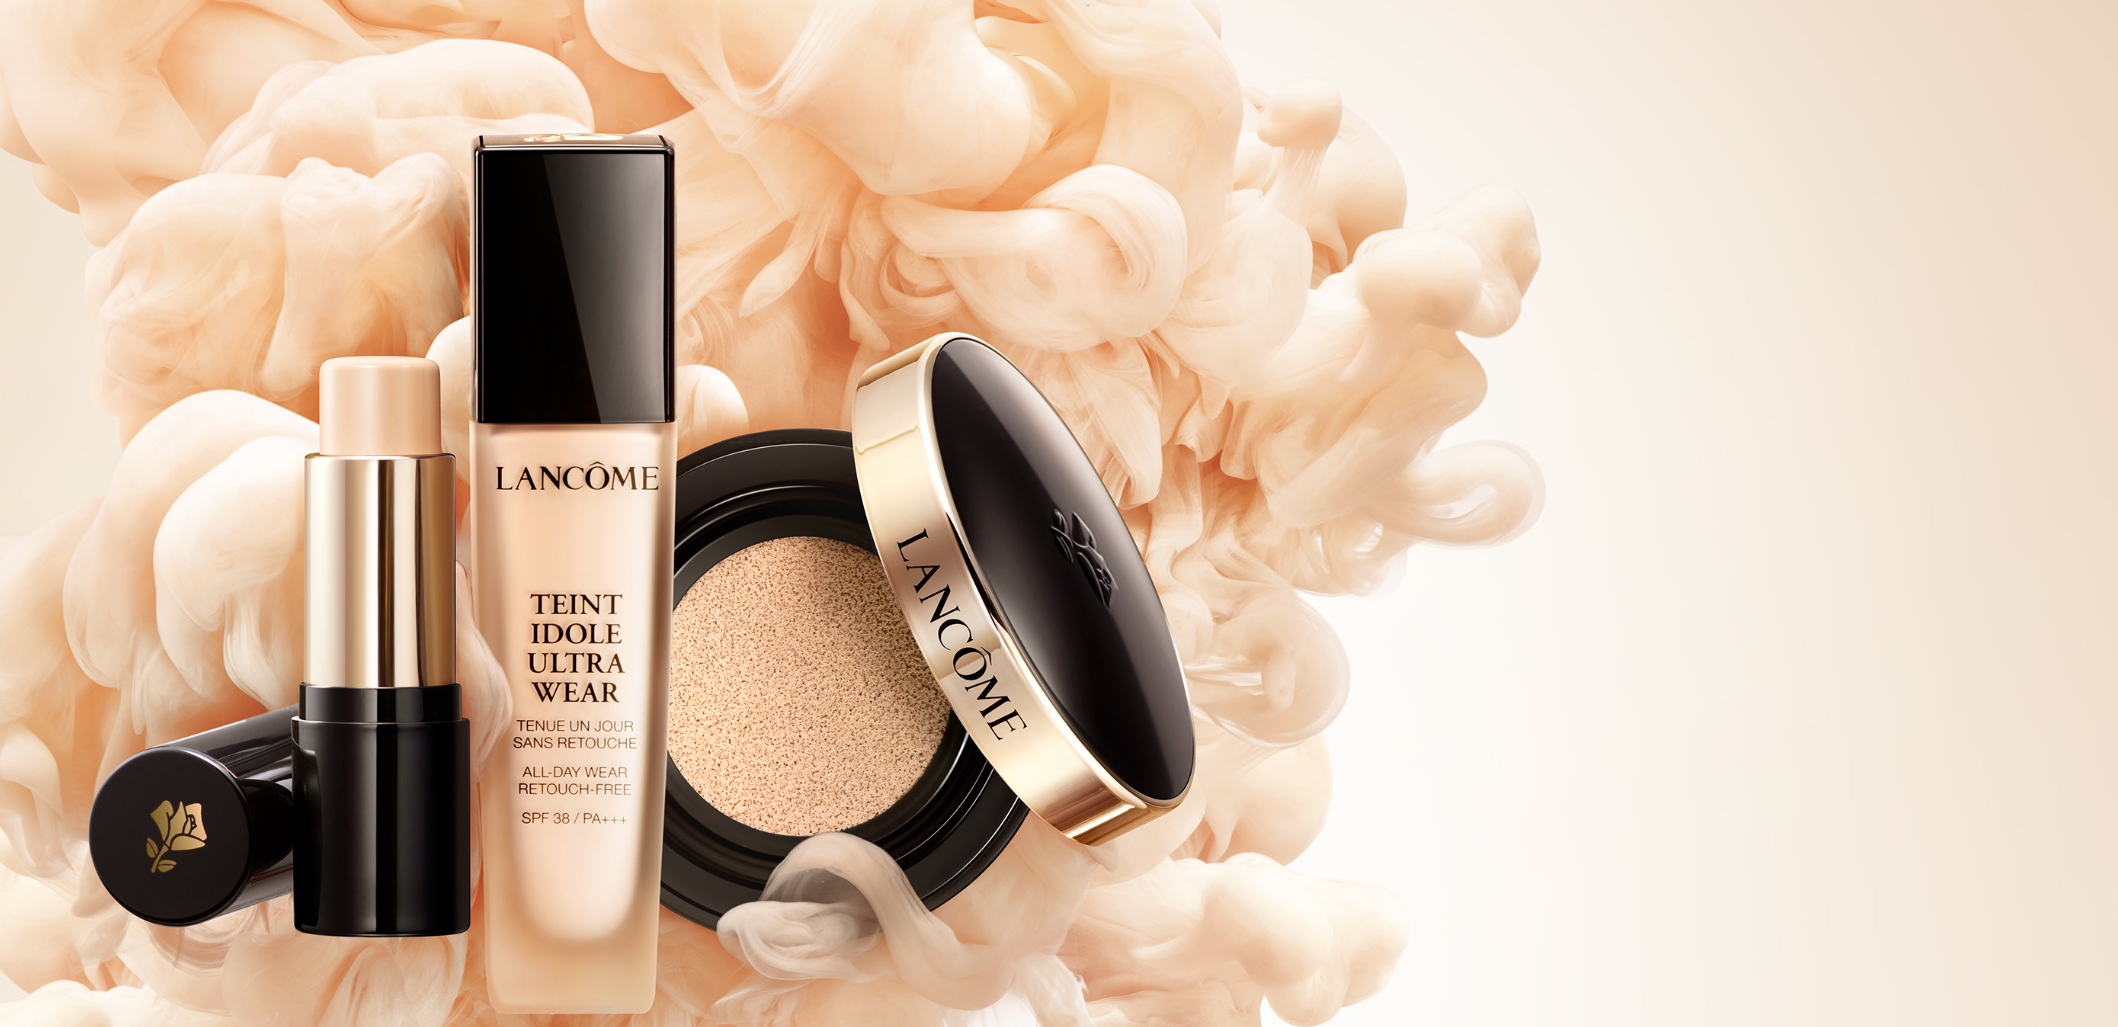 LANCÔME
TEINT
IDOLE
ULTRA
WEAR
TENUE UN JOUR
SANS RETOUCHE
ALL-DAY WEAR
RETOUCH-FREE
SPF 38 / PA+++
LANCÔME